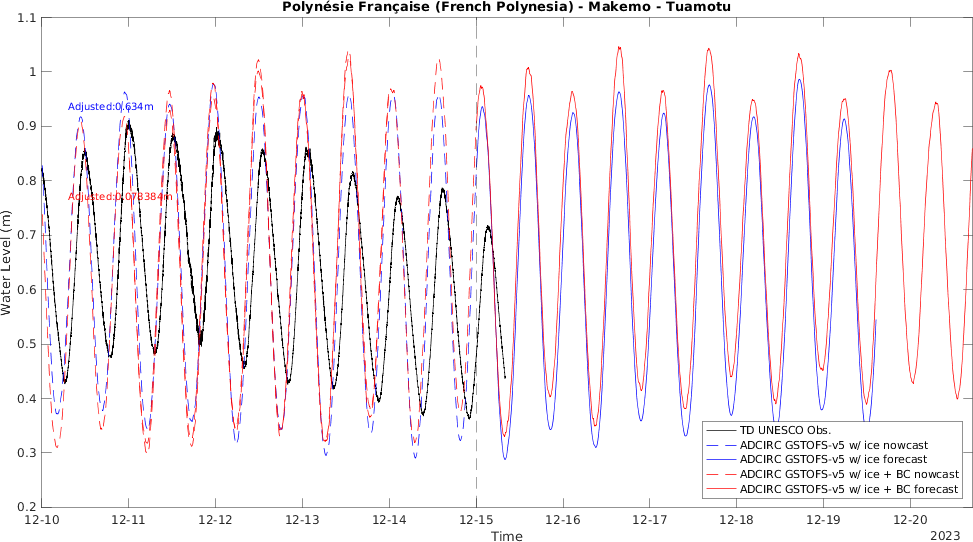 Polynésie Française (French Polynesia) - Makemo - Tuamotu
1.1
1
0.9
0.8
0.7
0.6
0.5
0.4
0.3
0.2
Water Level (m)
Adjusted:0.634m
Adjusted:0.073384m
TD UNESCO Obs.
ADCIRC GSTOFS-v5 w/ ice nowcast
ADCIRC GSTOFS-v5 w/ ice forecast
ADCIRC GSTOFS-v5 w/ ice + BC nowcast
ADCIRC GSTOFS-v5 w/ ice + BC forecast
12-10 12-11 12-12 12-13 12-14 12-15 12-16 12-17 12-18 12-19 12-20
Time
2023